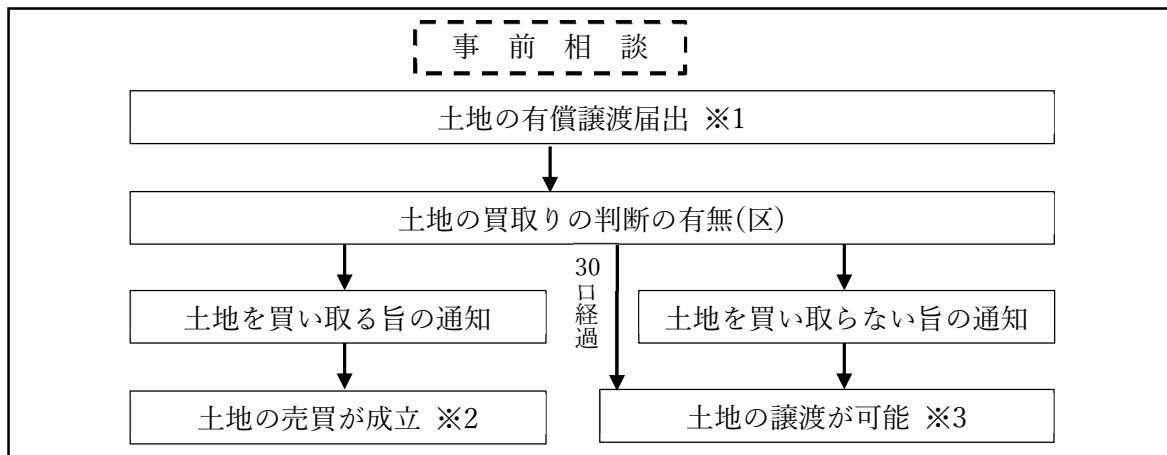 事 前 相 談
土地の有償譲渡届出 ※1
土地の買取りの判断の有無(区)
30口経過
土地を買い取る旨の通知
土地を買い取らない旨の通知
土地の売買が成立 ※2
土地の譲渡が可能 ※3